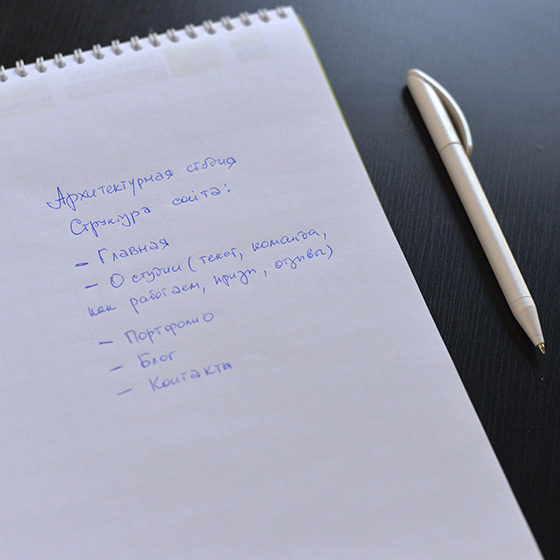 Архитектурная студия
Структура сайта:
- Главная
- О студии (текст, команда,
как работаем, призы, отзывы)
- Портфолио
- Блог
- Контакты